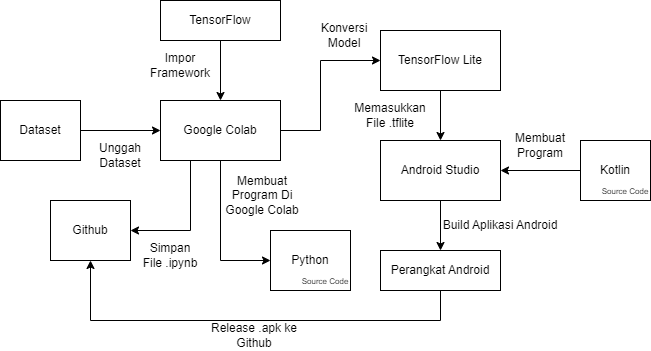 TensorFlow
Impor
Framework
Konversi
Model
TensorFlow Lite
Dataset
Unggah
Dataset
Google Colab
Memasukkan
File .tflite
Membuat
Program
Android Studio
Kotlin
Source Code
Membuat
Program Di
Google Colab
Github
Simpan
File .ipynb
Python
Source Code
Build Aplikasi Android
Perangkat Android
Release .apk ke
Github